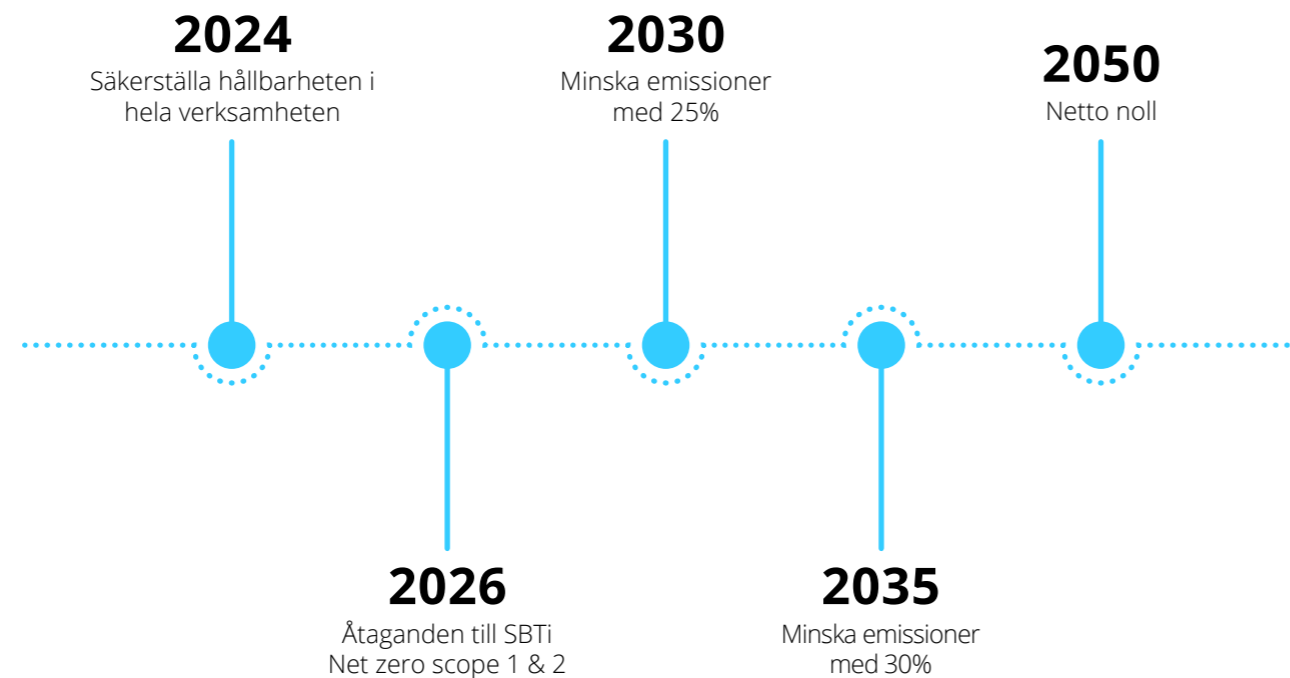 2024
Säkerställa hållbarheten i
hela verksamheten
2026
Åtaganden till SBTi
Net zero scope 1 & 2
2030
Minska emissioner
med 25%
2035
Minska emissioner
med 30%
2050
Netto noll